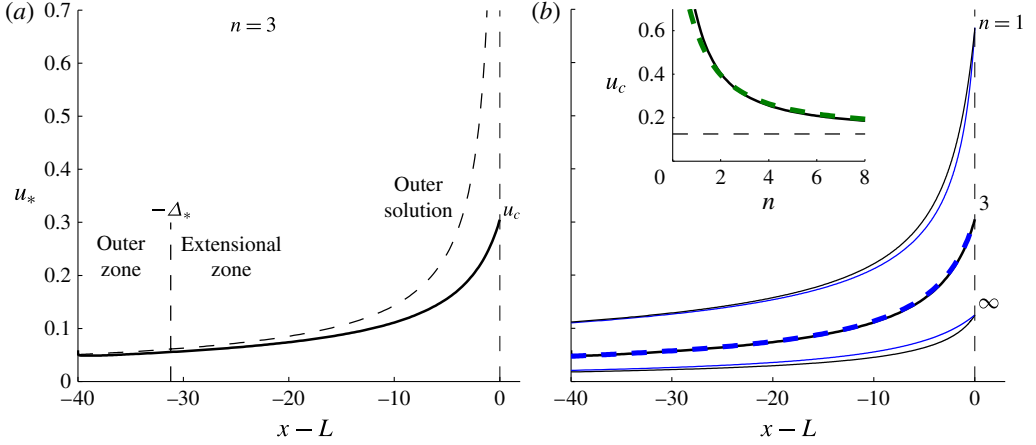 (a)
0.7
0.6
0.5
0.4
0.3
0.2
0.1
0
u*
n = 3
−Δ*
Outer
zone
Extensional
zone
Outer
solution
u_c
−40
−30
−20
−10
0
x − L
(b)
n = 1
3
∞
u_c
0.6
0.4
0.2
0
2
4
6
8
n
−40
−30
−20
−10
0
x − L